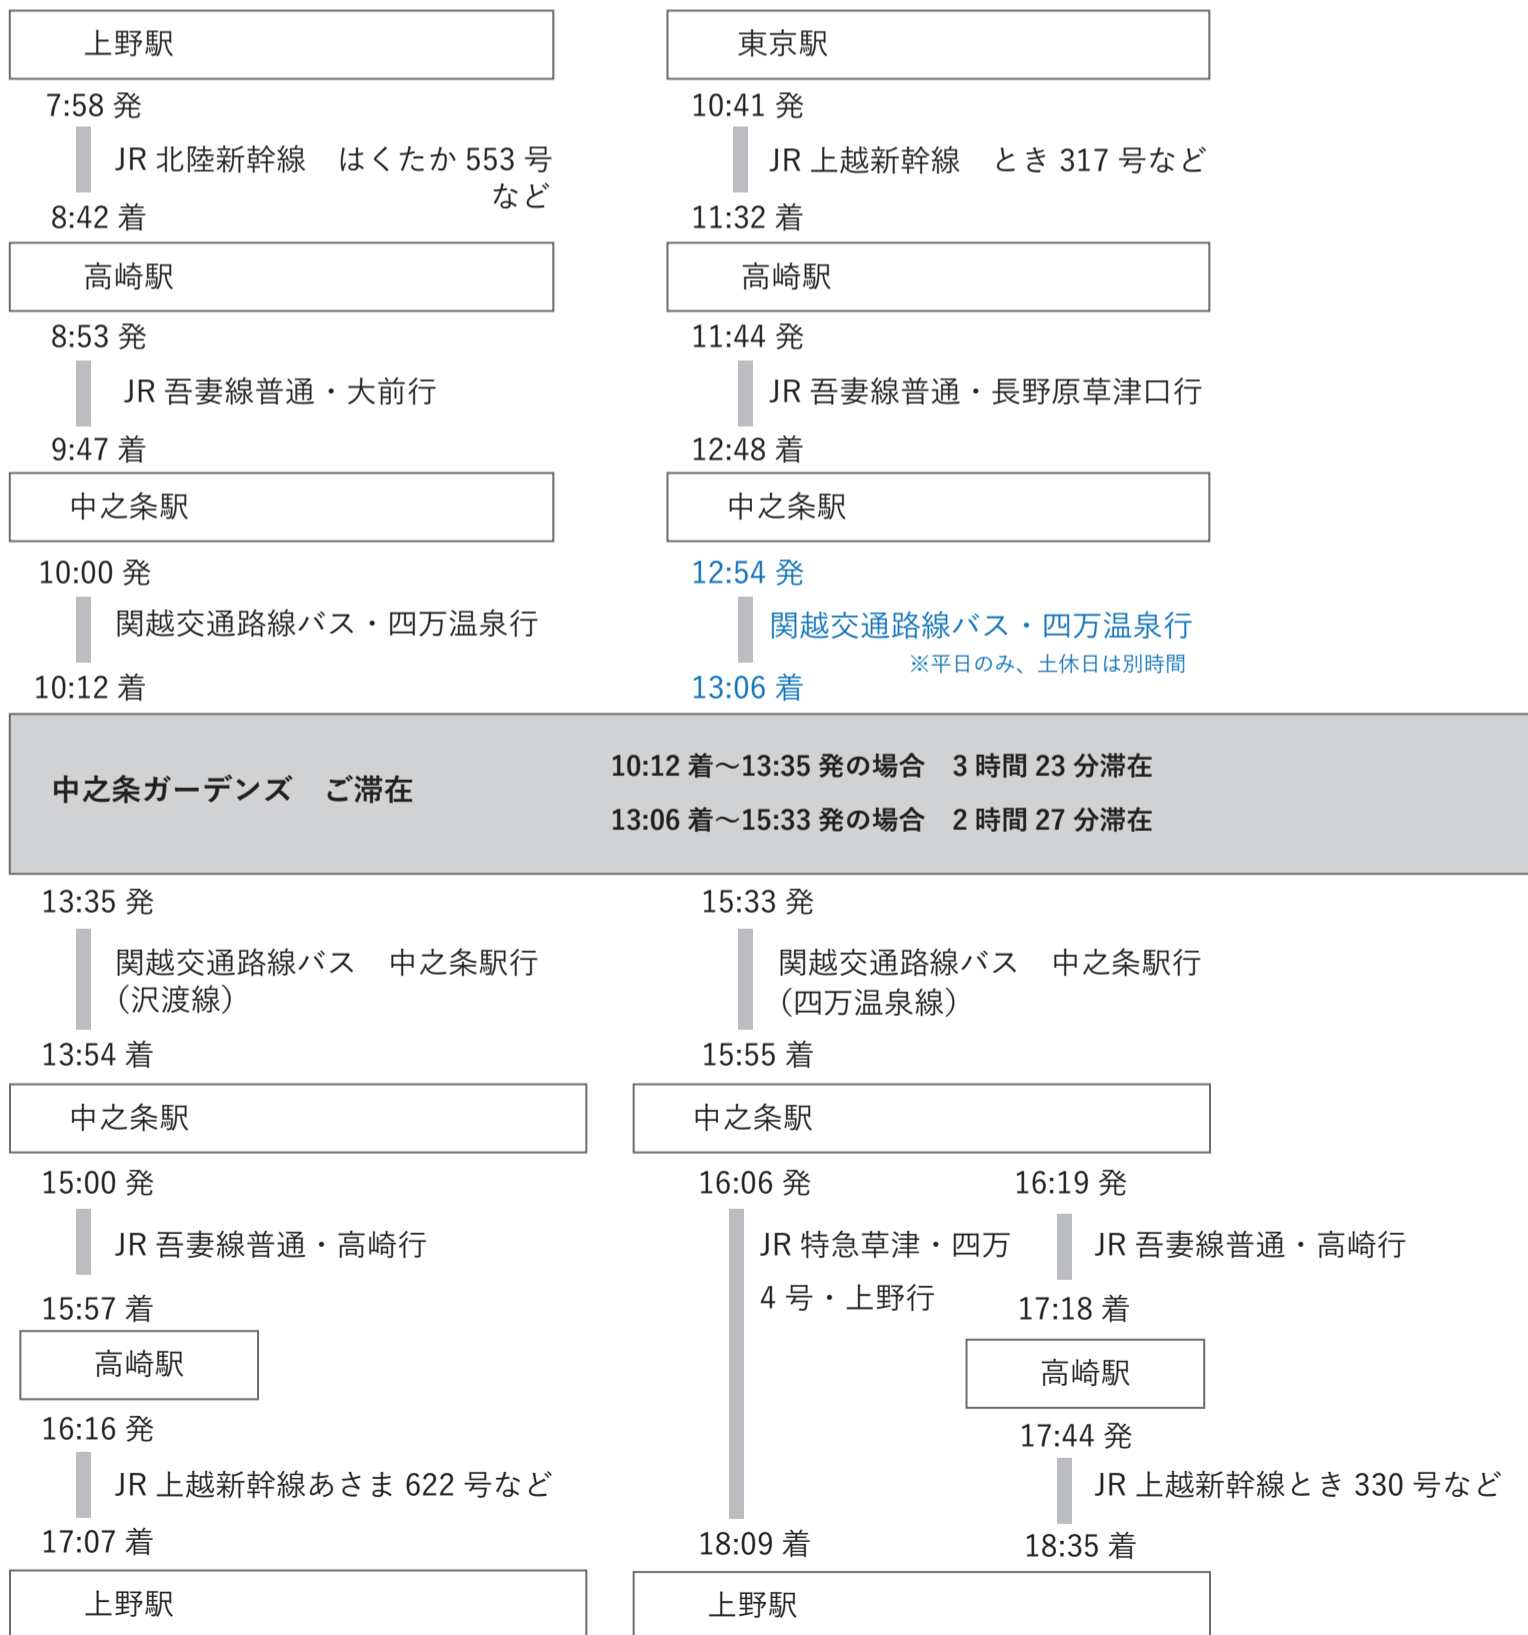 上野駅
7:58 発
JR 北陸新幹線　はくたか 553 号
など
8:42 着
高崎駅
8:53 発
JR 吾妻線普通・大前行
9:47 着
中之条駅
10:00 発
関越交通路線バス・四万温泉行
10:12 着
東京駅
10:41 発
JR 上越新幹線　とき 317 号など
11:32 着
高崎駅
11:44 発
JR 吾妻線普通・長野原草津口行
12:48 着
中之条駅
12:54 発
関越交通路線バス・四万温泉行
※平日のみ、土休日は別時間
13:06 着
中之条ガーデンズ　ご滞在
10:12 着～13:35 発の場合　3 時間 23 分滞在
13:06 着～15:33 発の場合　2 時間 27 分滞在
13:35 発
関越交通路線バス　中之条駅行
（沢渡線）
13:54 着
中之条駅
15:00 発
JR 吾妻線普通・高崎行
15:57 着
高崎駅
16:16 発
JR 上越新幹線あさま 622 号など
17:07 着
上野駅
15:33 発
関越交通路線バス　中之条駅行
（四万温泉線）
15:55 着
中之条駅
16:06 発
JR 特急草津・四万
4 号・上野行
18:09 着
16:19 発
JR 吾妻線普通・高崎行
17:18 着
高崎駅
17:44 発
JR 上越新幹線とき 330 号など
18:35 着
上野駅